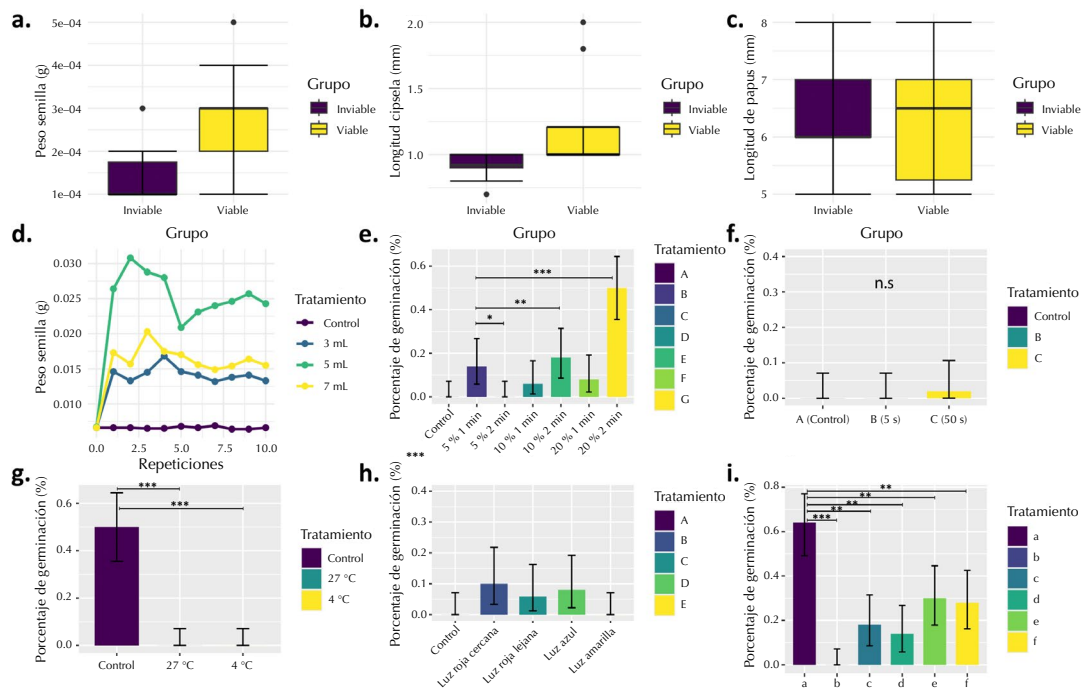 a.
Peso semilla (g)
5e−04
4e−04
3e−04
2e−04
1e−04
Inviable
Viable
Grupo
Grupo
Inviable
Viable
b.
Longitud cipsela (mm)
2.0
1.0
Inviable
Viable
Grupo
Inviable
Viable
c.
Longitud de papus (mm)
8
7
6
5
Inviable
Viable
Grupo
Grupo
Inviable
Viable
d.
Peso semilla (g)
0.030
0.025
0.015
0.010
0.0
2.5
5.0
7.5
10.0
Repeticiones
Tratamiento
Control
3 mL
5 mL
7 mL
e.
Grupo
Porcentaje de germinación (%)
0.6
0.4
0.2
0.0
***
**
*
Control
5 % 1 min
5 % 2 min
10 % 1 min
10 % 2 min
20 % 1 min
20 % 2 min
Tratamiento
A
B
C
D
E
F
G
f.
Porcentaje de germinación (%)
0.4
0.3
0.2
0.1
0.0
n.s
A (Control)
B (5 s)
C (50 s)
Tratamiento
Control
B
C
g.
Porcentaje de germinación (%)
0.6
0.4
0.2
0.0
***
***
Control
27 °C
4 °C
Tratamiento
Control
27 °C
4 °C
h.
***
Porcentaje de germinación (%)
0.4
0.3
0.2
0.1
0.0
Control
Luz roja cercana
Luz roja lejana
Luz azul
Luz amarilla
Tratamiento
A
B
C
D
E
i.
Porcentaje de germinación (%)
0.8
0.6
0.4
0.2
0.0
**
**
**
**
***
a
b
c
d
e
f
Tratamiento
a
b
c
d
e
f